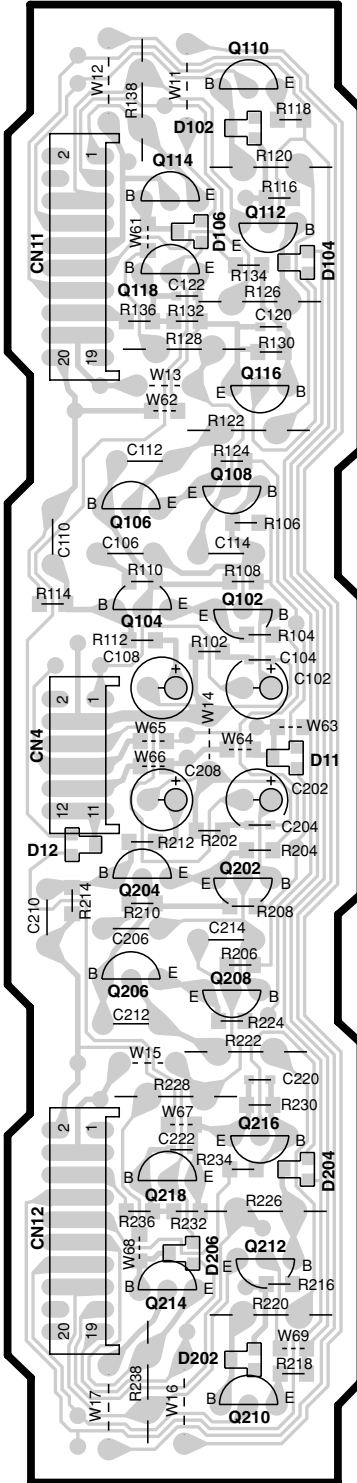 Q110
W12
W11
R138
B
E
R118
D102
Q114
R120
2
1
R116
B
E
Q112
D106
B
W61
CN11
E
D104
B
E
R134
Q118
C122
R126
R136
R132
C120
R128
R130
20
19
W13
Q116
W62
E
B
R122
C112
R124
Q108
B
E
E
B
Q106
R106
C110
C106
C114
R110
R108
R114
B
E
Q102
Q104
E
B
R112
R102
R104
C108
C104
+
+
C102
2
1
W14
W63
CN4
W65
W64
W66
D11
C208
+
+
C202
12
11
C204
D12
R212
R202
R204
B
E
Q202
R214
Q204
E
B
C210
R210
R208
C206
C214
R206
B
E
Q206
Q208
E
B
C212
R224
R222
W15
C220
R228
R230
2
1
W67
Q216
C222
E
B
R234
D204
B
E
Q218
CN12
R226
R236
R232
W68
D206
Q212
E
B
B
E
R216
Q214
R220
20
19
W69
D202
R218
R238
W17
W16
B
E
Q210